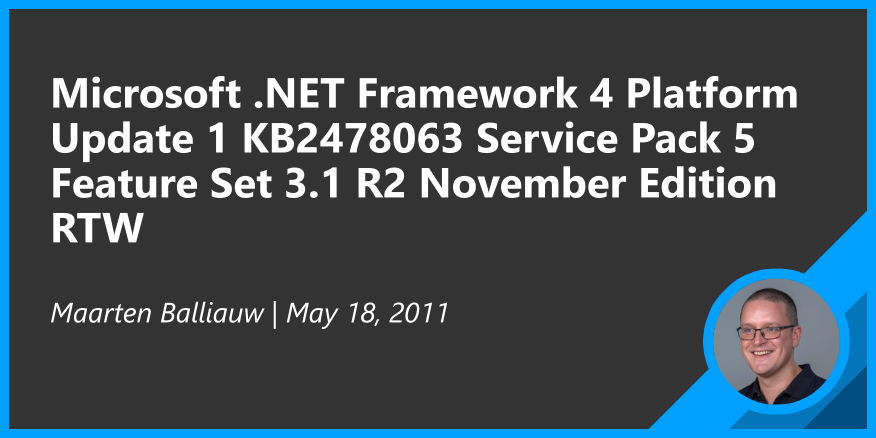 Microsoft .NET Framework 4 Platform
Update 1 KB2478063 Service Pack 5
Feature Set 3.1 R2 November Edition
RTW
Maarten Balliauw | May 18, 2011